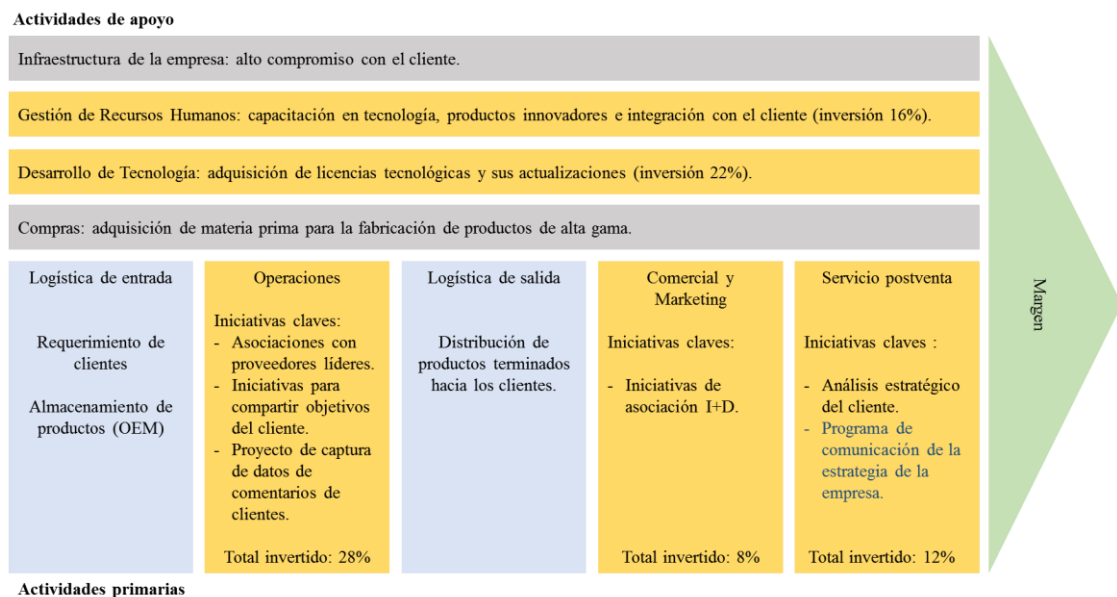 Actividades de apoyo
Infraestructura de la empresa: alto compromiso con el cliente.
Gestión de Recursos Humanos: capacitación en tecnología, productos innovadores e integración con el cliente (inversión 16%).
Desarrollo de Tecnología: adquisición de licencias tecnológicas y sus actualizaciones (inversión 22%).
Compras: adquisición de materia prima para la fabricación de productos de alta gama.
Logística de entrada
Requerimiento de
clientes
Almacenamiento de
productos (OEM)
Operaciones
Iniciativas claves:
- Asociaciones con
proveedores líderes.
- Iniciativas para
compartir objetivos
del cliente.
- Proyecto de captura
de datos de
comentarios de
clientes.
Total invertido: 28%
Logística de salida
Distribución de
productos terminados
hacia los clientes.
Comercial y
Marketing
Iniciativas claves:
- Iniciativas de
asociación I+D.
Total invertido: 8%
Servicio postventa
Iniciativas claves :
- Análisis estratégico
del cliente.
- Programa de
comunicación de la
estrategia de la
empresa.
Total invertido: 12%
Margen
Actividades primarias